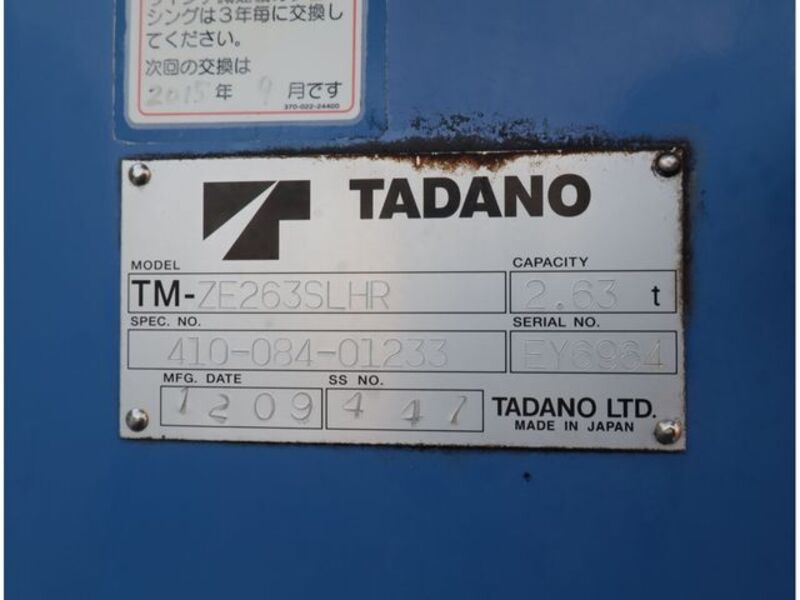 シングは3年毎に交換し
てください。
次回の交換は
2015年 9月です
370-022-24400
TADANO
MODEL
TM-ZE263SLHR
CAPACITY
2.63 t
SPEC. NO.
410-084-01233
SERIAL NO.
EY6964
MFG. DATE
1209
SS NO.
441
TADANO LTD.
MADE IN JAPAN